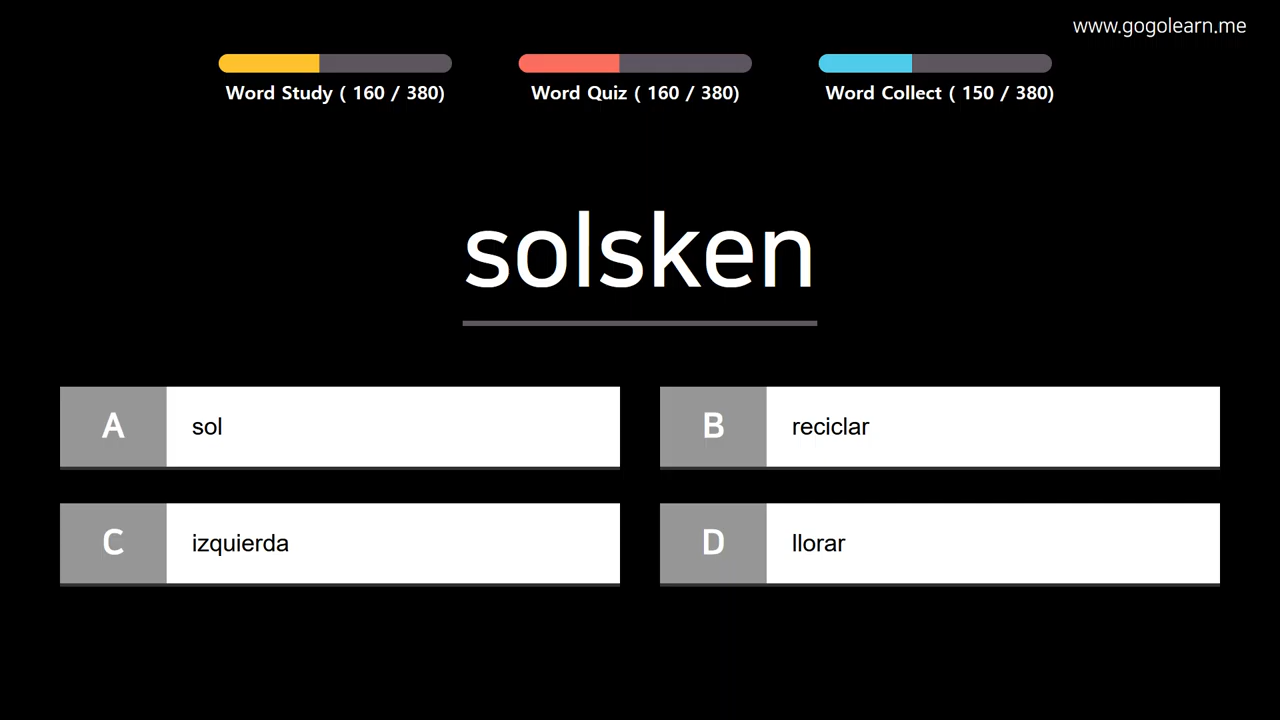 www.gogolearn.me
Word Study ( 160 / 380)
Word Quiz ( 160 / 380)
Word Collect ( 150 / 380)
solsken
A sol
B reciclar
C izquierda
D llorar